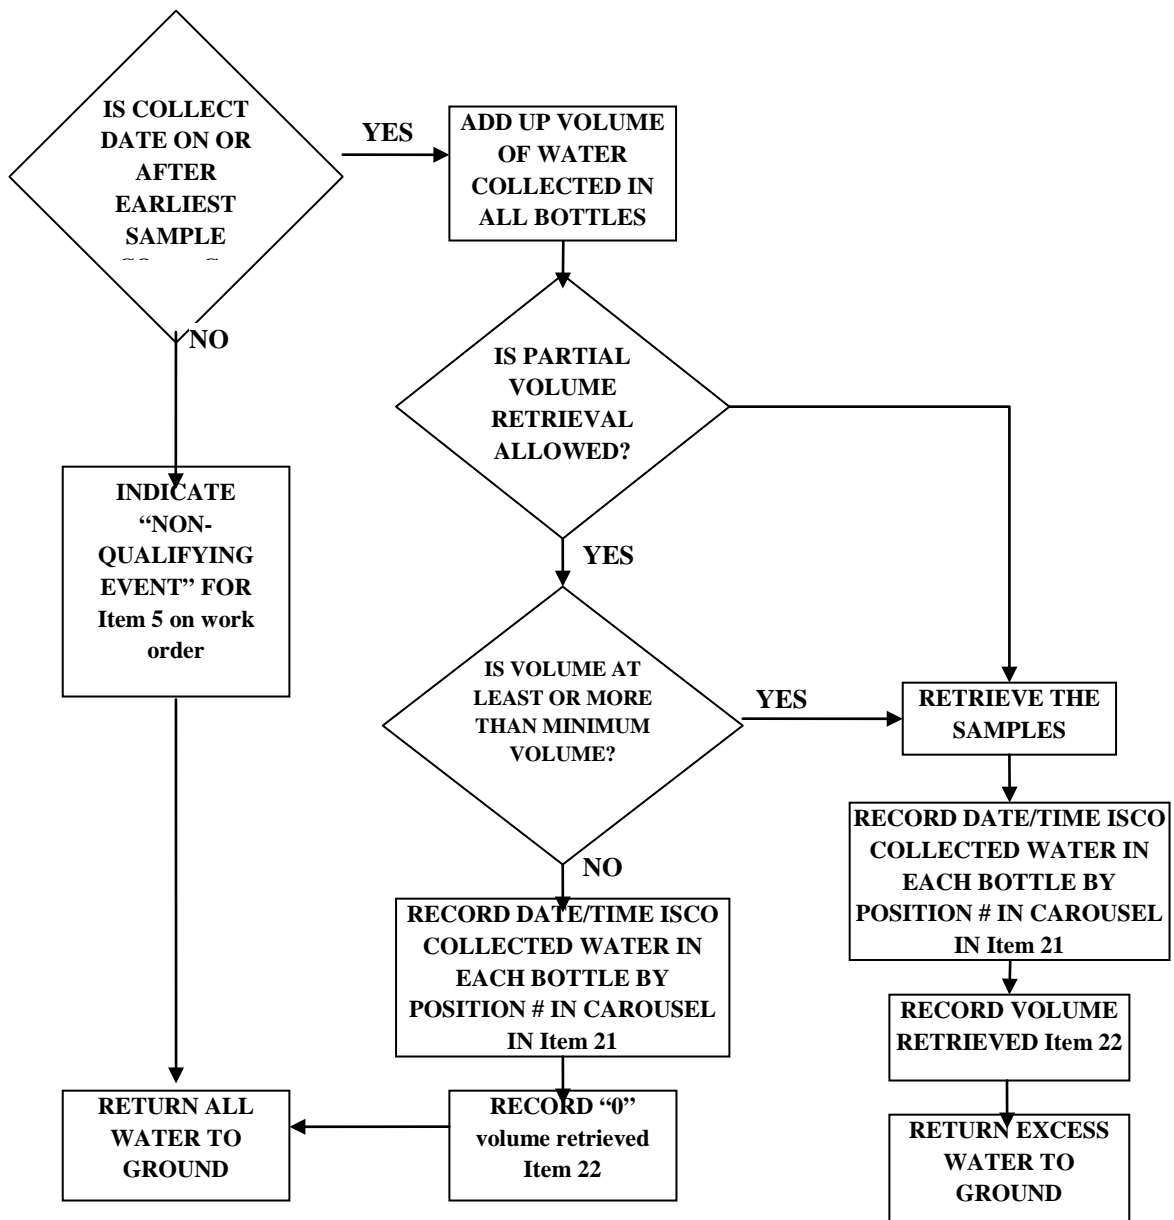 IS COLLECT
DATE ON OR
AFTER
EARLIEST
SAMPLE
YES
ADD UP VOLUME
OF WATER
COLLECTED IN
ALL BOTTLES
NO
IS PARTIAL
VOLUME
RETRIEVAL
ALLOWED?
INDICATE
“NON-
QUALIFYING
EVENT” FOR
Item 5 on work
order
YES
IS VOLUME AT
LEAST OR MORE
THAN MINIMUM
VOLUME?
YES
RETRIEVE THE
SAMPLES
NO
RECORD DATE/TIME ISCO
COLLECTED WATER IN
EACH BOTTLE BY
POSITION # IN CAROUSEL
IN Item 21
RECORD DATE/TIME ISCO
COLLECTED WATER IN
EACH BOTTLE BY
POSITION # IN CAROUSEL
IN Item 21
RECORD VOLUME
RETRIEVED Item 22
RETURN ALL
WATER TO
GROUND
RECORD “0”
volume retrieved
Item 22
RETURN EXCESS
WATER TO
GROUND